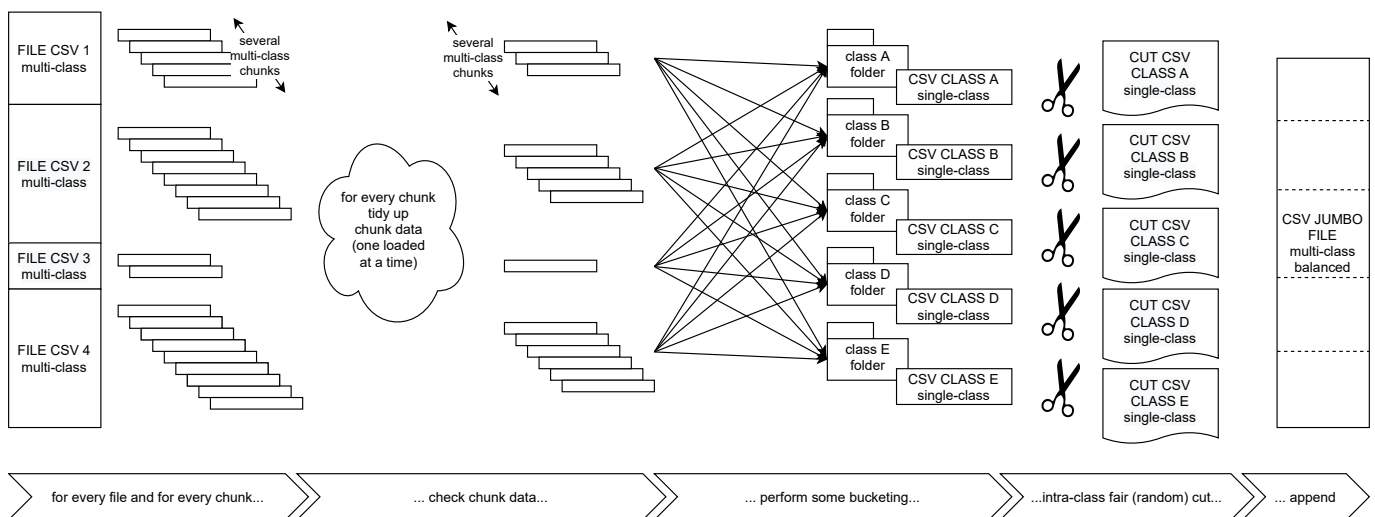 FILE CSV 1
multi-class
several
multi-class
chunks
several
multi-class
chunks
FILE CSV 2
multi-class
FILE CSV 3
multi-class
FILE CSV 4
multi-class
for every chunk
tidy up
chunk data
(one loaded
at a time)
class A
folder
CSV CLASS A
single-class
class B
folder
CSV CLASS B
single-class
class C
folder
CSV CLASS C
single-class
class D
folder
CSV CLASS D
single-class
class E
folder
CSV CLASS E
single-class
CUT CSV
CLASS A
single-class
CUT CSV
CLASS B
single-class
CUT CSV
CLASS C
single-class
CUT CSV
CLASS D
single-class
CUT CSV
CLASS E
single-class
CSV JUMBO
FILE
multi-class
balanced
for every file and for every chunk...
... check chunk data...
... perform some bucketing...
...intra-class fair (random) cut...
... append